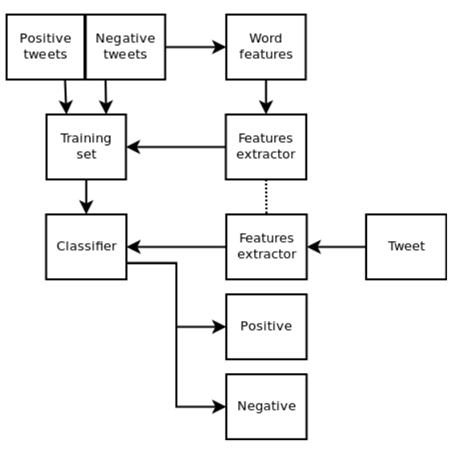 Positive
tweets
Negative
tweets
Word
features
Training
set
Features
extractor
Classifier
Features
extractor
Tweet
Positive
Negative